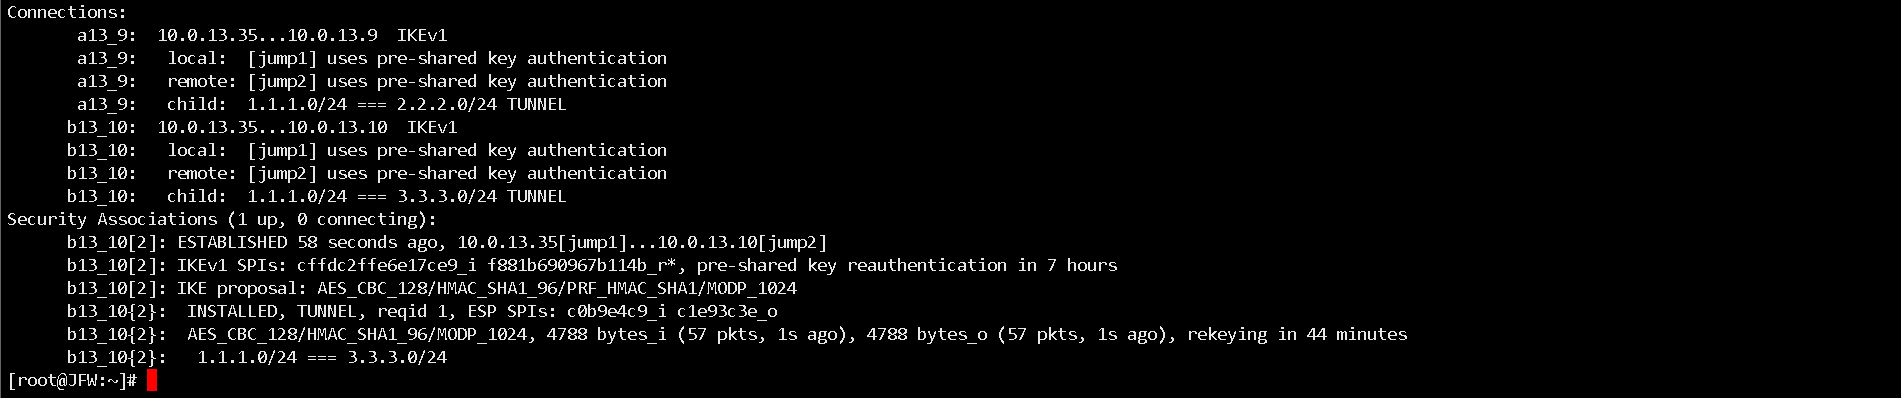 Connections:
a13_9:  10.0.13.35...10.0.13.9  IKEv1
a13_9:   local:  [jump1] uses pre-shared key authentication
a13_9:   remote: [jump2] uses pre-shared key authentication
a13_9:   child:  1.1.1.0/24 === 2.2.2.0/24 TUNNEL
b13_10:  10.0.13.35...10.0.13.10  IKEv1
b13_10:   local:  [jump1] uses pre-shared key authentication
b13_10:   remote: [jump2] uses pre-shared key authentication
b13_10:   child:  1.1.1.0/24 === 3.3.3.0/24 TUNNEL
Security Associations (1 up, 0 connecting):
b13_10[2]: ESTABLISHED 58 seconds ago, 10.0.13.35[jump1]...10.0.13.10[jump2]
b13_10[2]: IKEv1 SPIs: cffdc2ffe6e17ce9_i f881b690967b114b_r*, pre-shared key reauthentication in 7 hours
b13_10[2]: IKE proposal: AES_CBC_128/HMAC_SHA1_96/PRF_HMAC_SHA1/MODP_1024
b13_10{2}:  INSTALLED, TUNNEL, reqid 1, ESP SPIs: c0b9e4c9_i c1e93c3e_o
b13_10{2}:  AES_CBC_128/HMAC_SHA1_96/MODP_1024, 4788 bytes_i (57 pkts, 1s ago), 4788 bytes_o (57 pkts, 1s ago), rekeying in 44 minutes
b13_10{2}:   1.1.1.0/24 === 3.3.3.0/24
[root@JFW:~]#